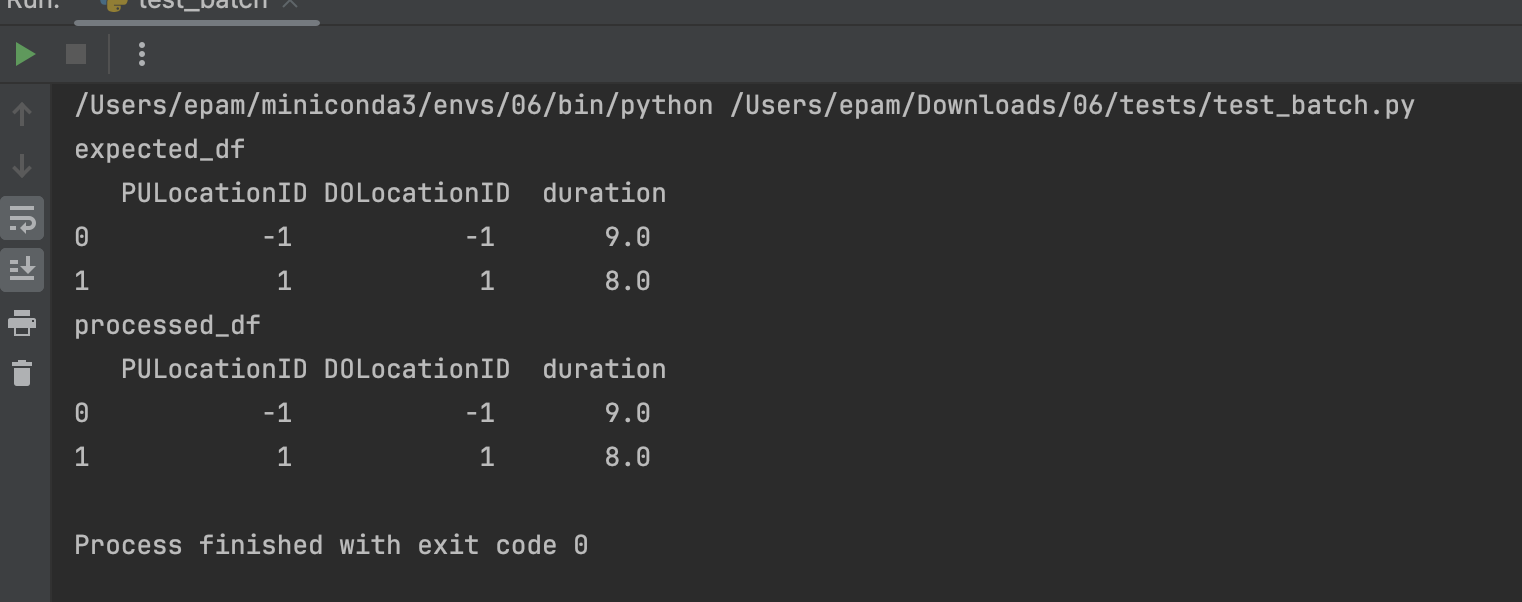 Run: test_batch
/Users/epam/miniconda3/envs/06/bin/python /Users/epam/Downloads/06/tests/test_batch.py
expected_df
   PULocationID DOLocationID  duration
0           -1           -1       9.0
1            1            1       8.0
processed_df
   PULocationID DOLocationID  duration
0           -1           -1       9.0
1            1            1       8.0
Process finished with exit code 0